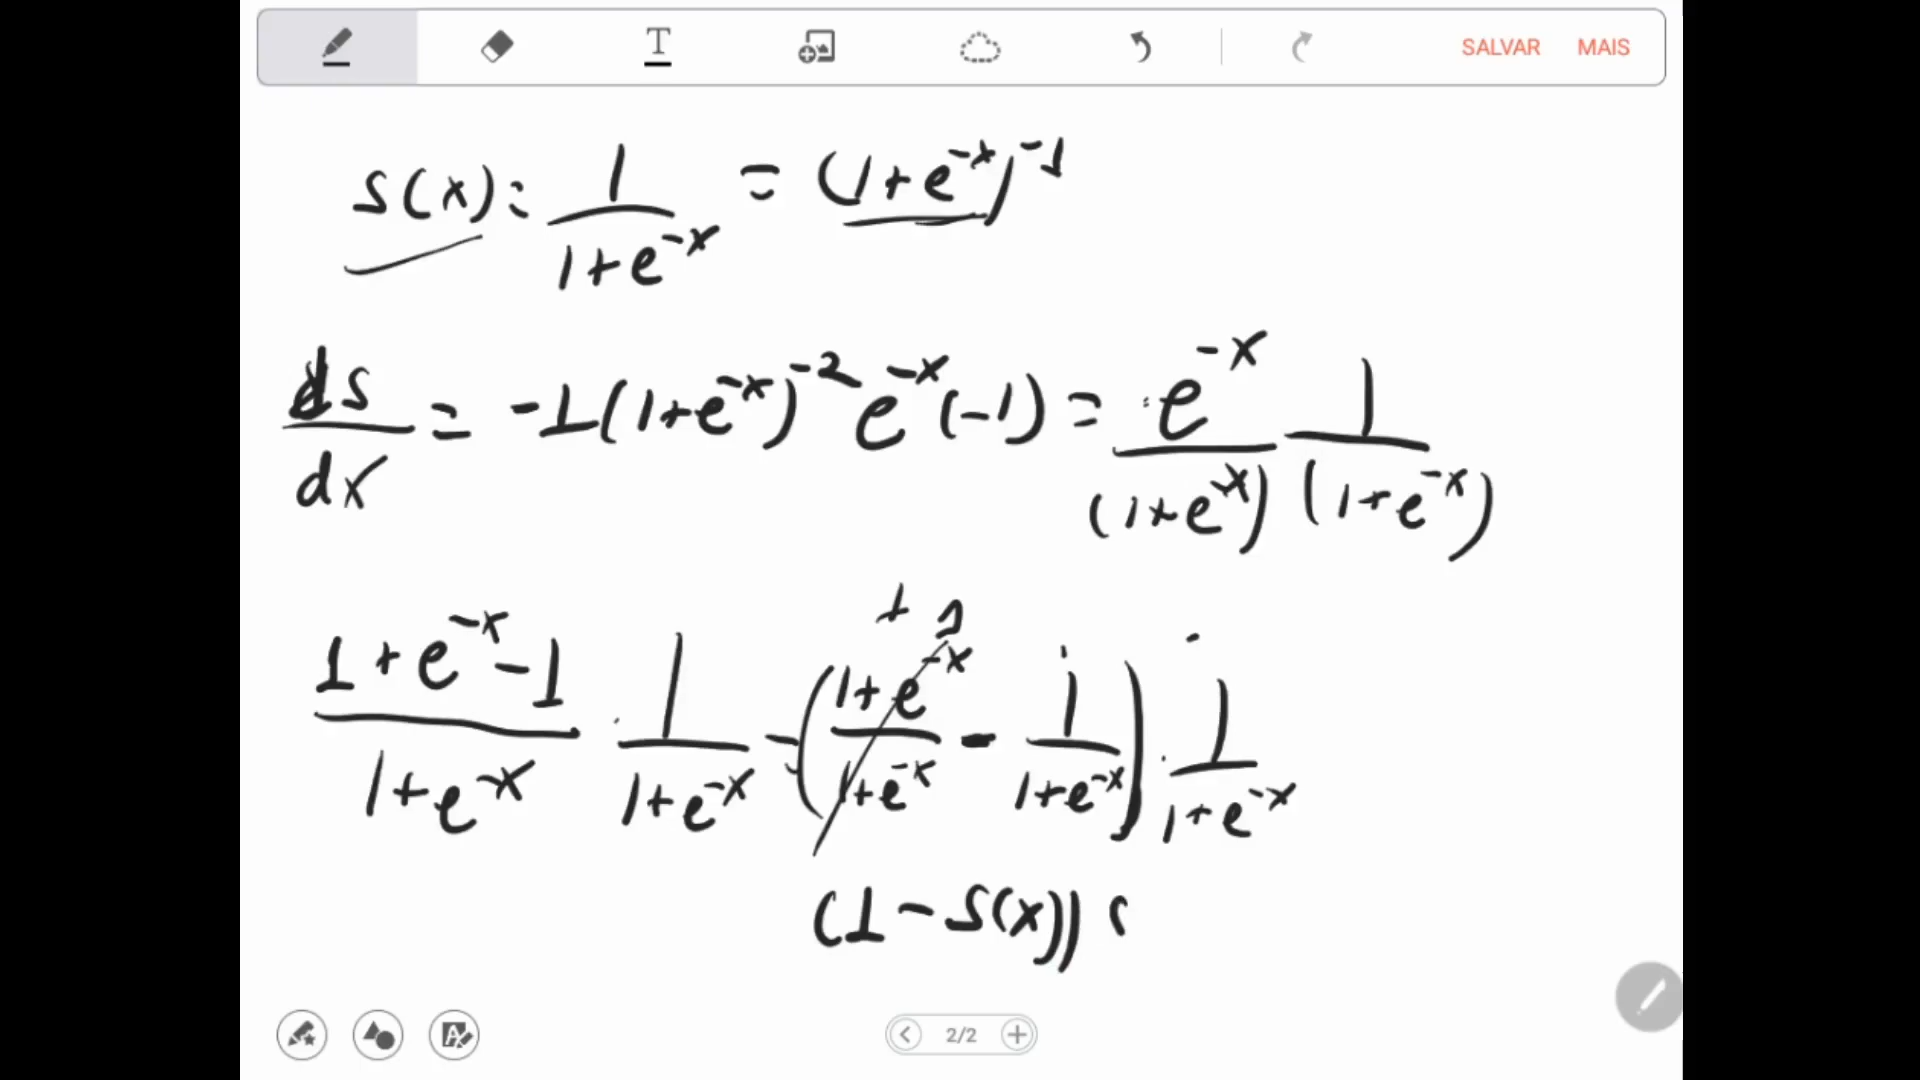 T SALVAR MAIS
S(x) = 1/(1+e^-x) = (1+e^-x)^-1
ds/dx = -1(1+e^-x)^-2 e^-x (-1) = e^-x/(1+e^-x) 1/(1+e^-x)
(1+e^-x-1)/(1+e^-x) · 1/(1+e^-x) = ((1+e^-x)/(1+e^-x) - 1/(1+e^-x)) · 1/(1+e^-x)
(1 - S(x))
2/2